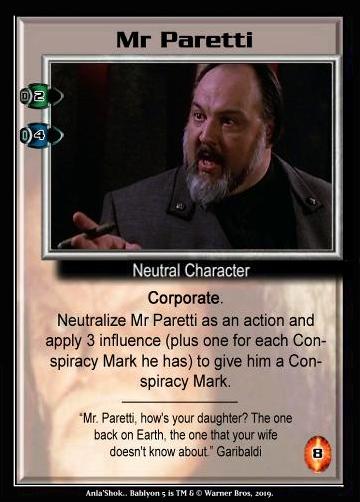 Mr Paretti
2
4
Neutral Character
Corporate.
Neutralize Mr Paretti as an action and
apply 3 influence (plus one for each Con-
spiracy Mark he has) to give him a Con-
spiracy Mark.
“Mr. Paretti, how's your daughter? The one
back on Earth, the one that your wife
doesn't know about.” Garibaldi
8
Anla'Shok.. Bablyon 5 is TM & © Warner Bros, 2019.